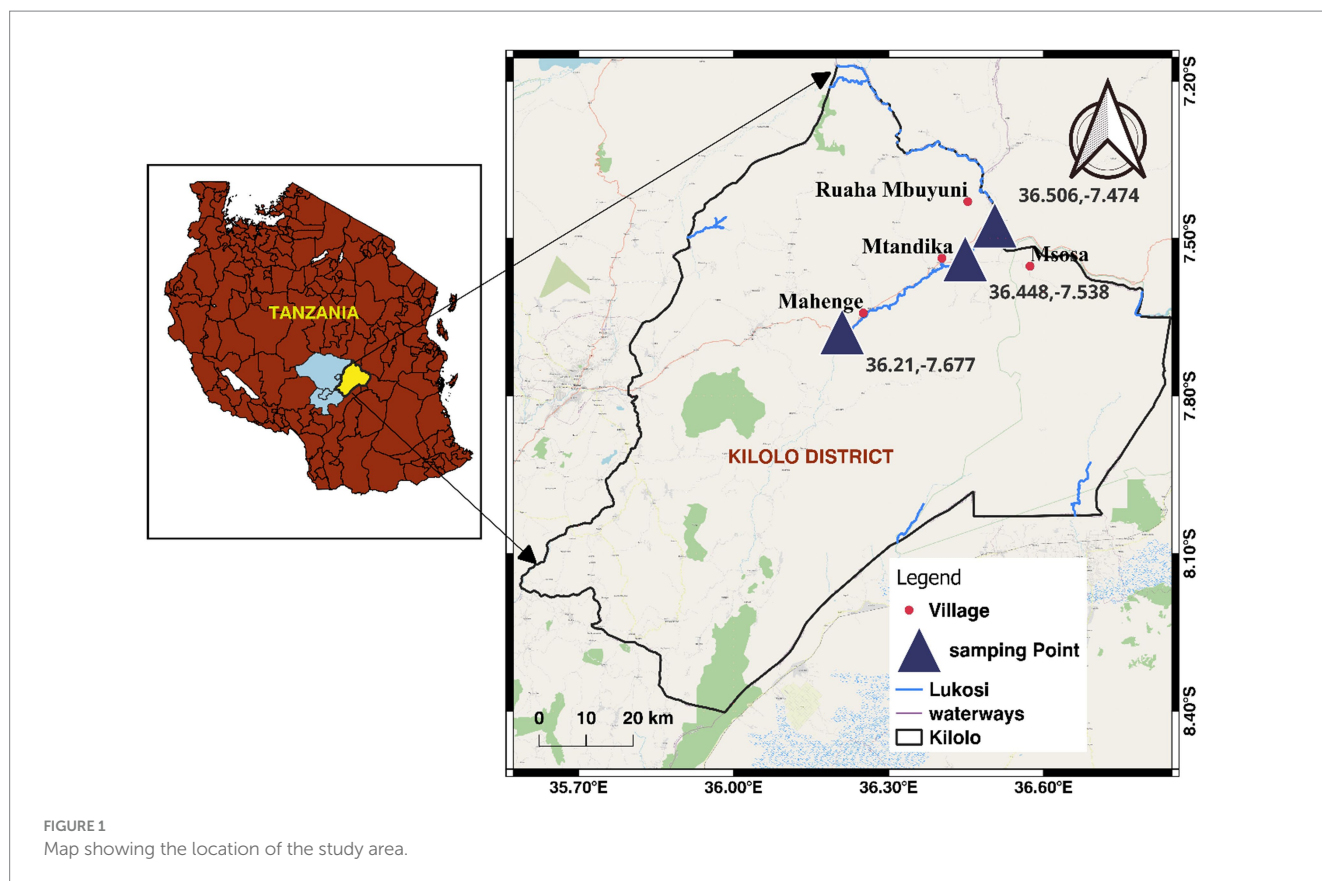 TANZANIA
Ruaha Mbuyuni
36.506,-7.474
Mtandika
Msosa
36.448,-7.538
Mahenge
36.21,-7.677
KILOLO DISTRICT
Legend
Village
samping Point
Lukosi
waterways
Kilolo
0 10 20 km
7.20°S
7.50°S
7.80°S
8.10°S
8.40°S
35.70°E 36.00°E 36.30°E 36.60°E
FIGURE 1
Map showing the location of the study area.